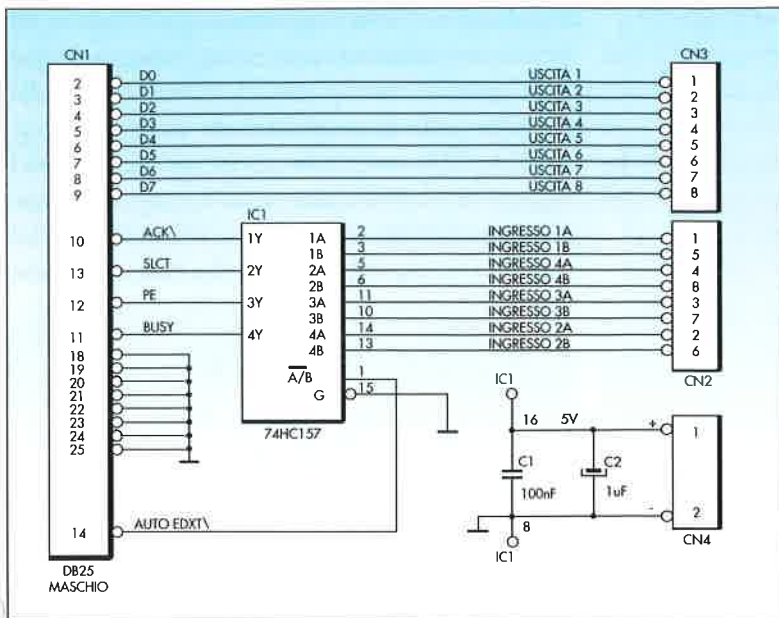 CN1
CN3
2 D0 USCITA 1 1
3 D1 USCITA 2 2
4 D2 USCITA 3 3
5 D3 USCITA 4 4
6 D4 USCITA 5 5
7 D5 USCITA 6 6
8 D6 USCITA 7 7
9 D7 USCITA 8 8
IC1
10 ACK\ 1Y 1A 2 INGRESSO 1A 1
1B 3 INGRESSO 1B 5
13 SLCT 2Y 2A 5 INGRESSO 4A 4
2B 6 INGRESSO 4B 8
12 PE 3Y 3A 11 INGRESSO 3A 3
3B 10 INGRESSO 3B 7
11 BUSY 4Y 4A 14 INGRESSO 2A 2
4B 13 INGRESSO 2B 6
CN2
18
19
20
21
22
23
24
25
A/B 1
G 15
74HC157
14 AUTO EDXT\
DB25
MASCHIO
IC1
16 5V + 1
C1
100nF
C2
1uF
8 - 2
IC1
CN4